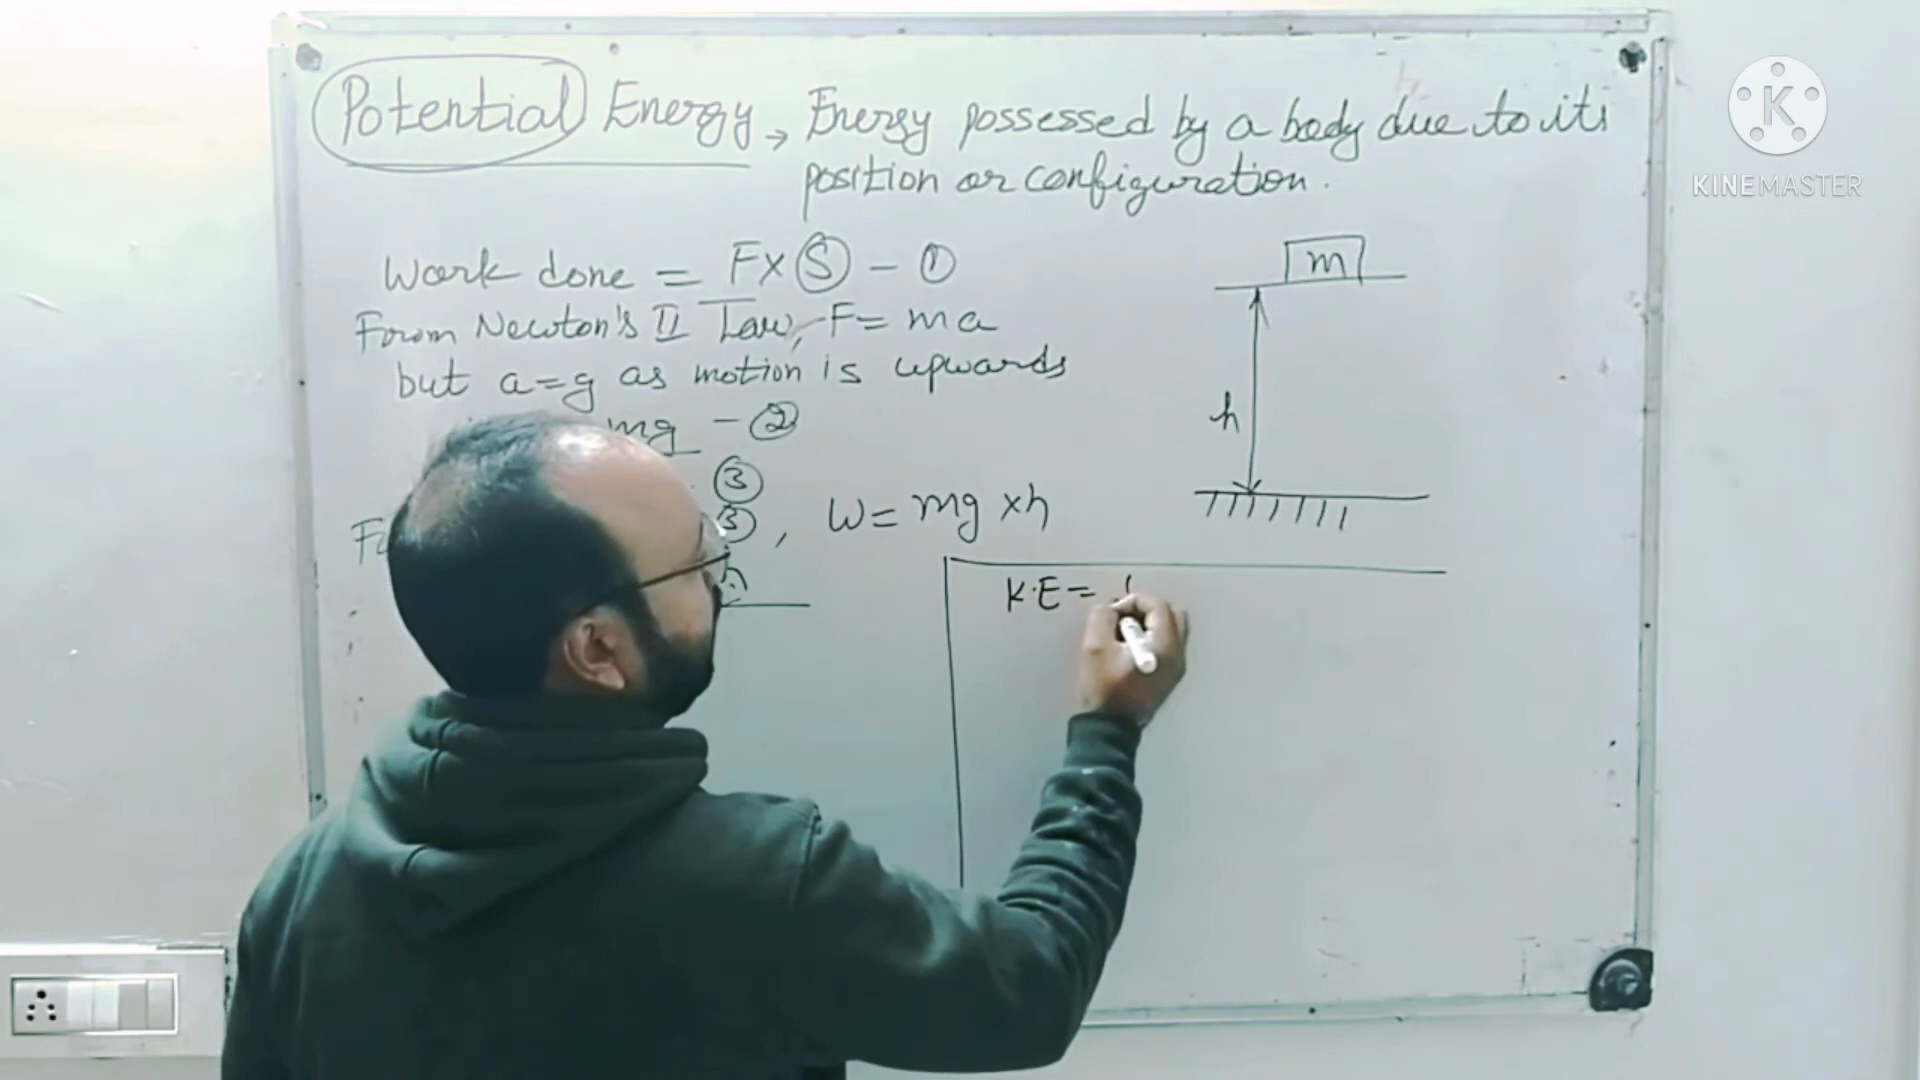 Potential Energy → Energy possessed by a body due to its
position or configuration.
Work done = F x S - ①
From Newton's II Law, F = ma
but a = g as motion is upwards
mg - ②
③
③, W = mg x h
h
K.E =
m
h
K
KINEMASTER